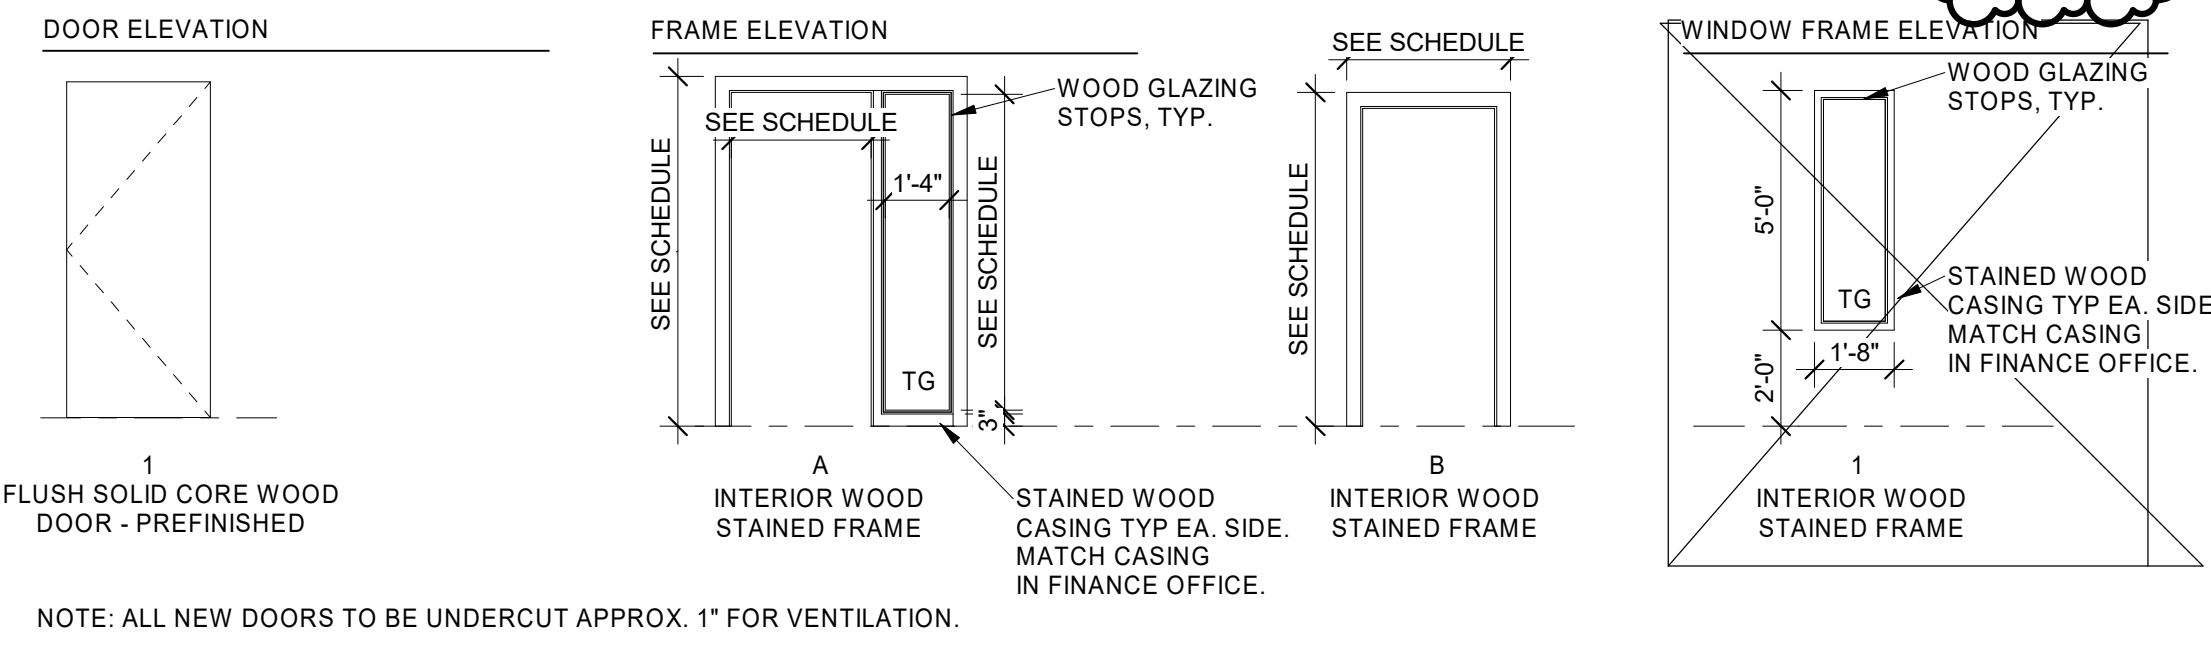 DOOR ELEVATION
1
FLUSH SOLID CORE WOOD
DOOR - PREFINISHED
FRAME ELEVATION
SEE SCHEDULE
SEE SCHEDULE
1'-4"
SEE SCHEDULE
3"
TG
WOOD GLAZING
STOPS, TYP.
A
INTERIOR WOOD
STAINED FRAME
STAINED WOOD
CASING TYP EA. SIDE.
MATCH CASING
IN FINANCE OFFICE.
SEE SCHEDULE
SEE SCHEDULE
B
INTERIOR WOOD
STAINED FRAME
WINDOW FRAME ELEVATION
WOOD GLAZING
STOPS, TYP.
5'-0"
TG
2'-0"
1'-8"
STAINED WOOD
CASING TYP EA. SIDE
MATCH CASING
IN FINANCE OFFICE.
1
INTERIOR WOOD
STAINED FRAME
NOTE: ALL NEW DOORS TO BE UNDERCUT APPROX. 1" FOR VENTILATION.